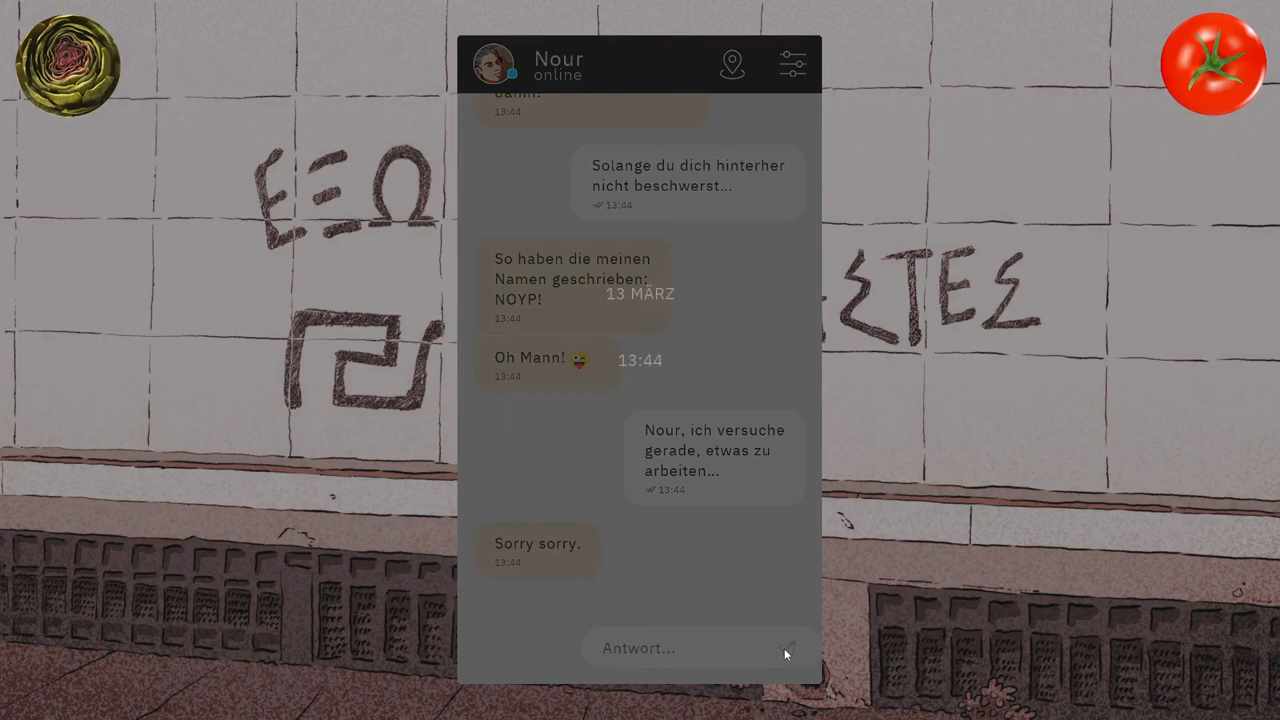 Nour
online
damn!
13:44
Solange du dich hinterher
nicht beschwerst...
13:44
So haben die meinen
Namen geschrieben:
NOYP!
13:44
13 MÄRZ
Oh Mann! 😜
13:44
13:44
Nour, ich versuche
gerade, etwas zu
arbeiten...
13:44
Sorry sorry.
13:44
Antwort...
ΕΞΩ
ΣΤΕΣ